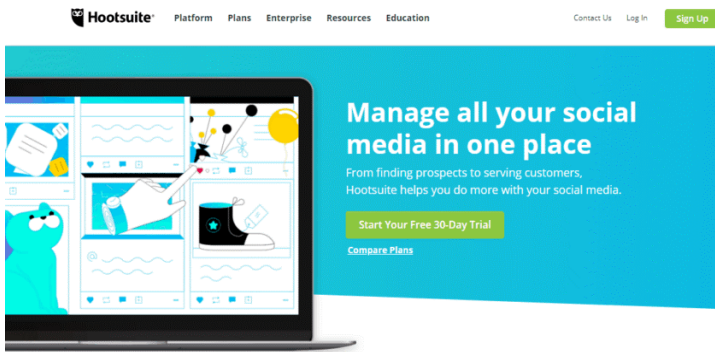 Hootsuite
Platform
Plans
Enterprise
Resources
Education
Contact Us
Log In
Sign Up
Manage all your social
media in one place
From finding prospects to serving customers,
Hootsuite helps you do more with your social media.
Start Your Free 30-Day Trial
Compare Plans